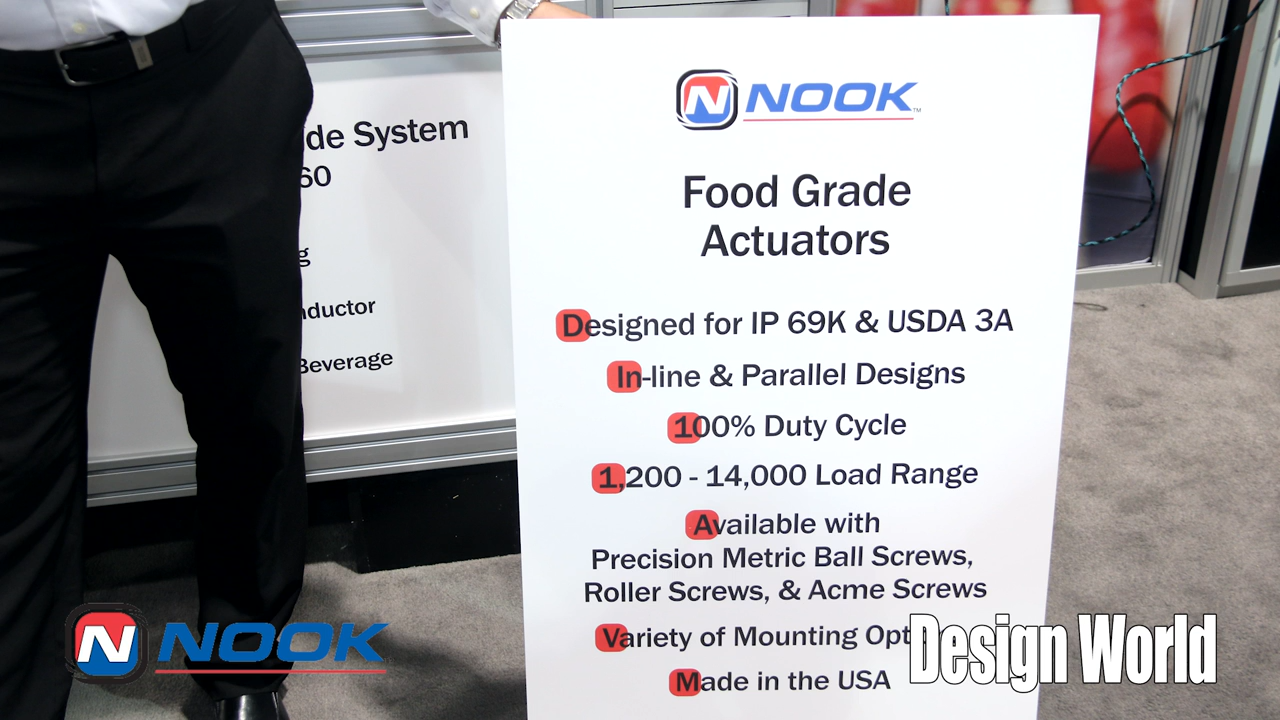 de System
60
g
nductor
Beverage
N NOOK™
Food Grade
Actuators
Designed for IP 69K & USDA 3A
In-line & Parallel Designs
100% Duty Cycle
1,200 - 14,000 Load Range
Available with
Precision Metric Ball Screws,
Roller Screws, & Acme Screws
Variety of Mounting Opt
Made in the USA
N NOOK
Design World